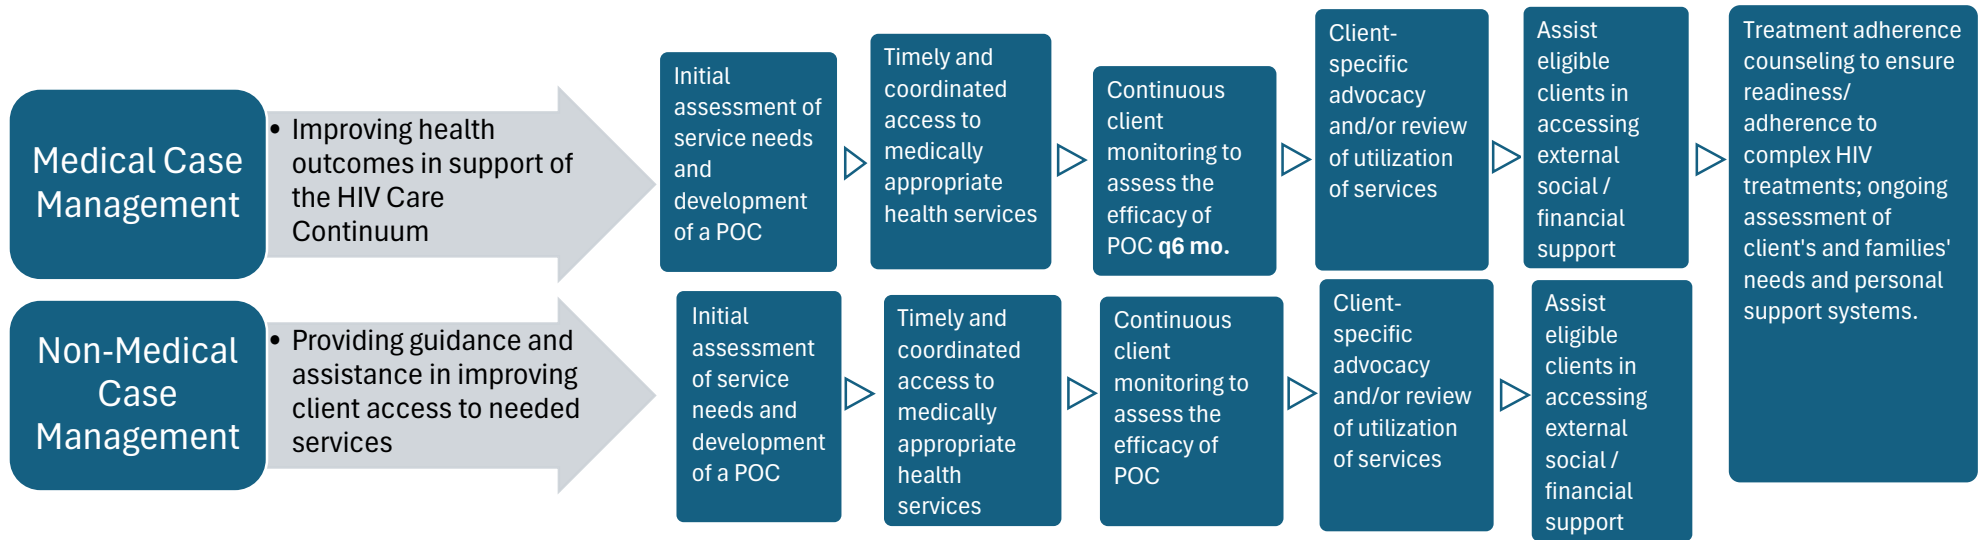 Medical Case
Management
• Improving health
outcomes in support of
the HIV Care
Continuum
Initial
assessment of
service needs
and
development
of a POC
Timely and
coordinated
access to
medically
appropriate
health services
Continuous
client
monitoring to
assess the
efficacy of
POC q6 mo.
Client-
specific
advocacy
and/or review
of utilization
of services
Assist
eligible
clients in
accessing
external
social /
financial
support
Treatment adherence
counseling to ensure
readiness/
adherence to
complex HIV
treatments; ongoing
assessment of
client's and families'
needs and personal
support systems.
Non-Medical
Case
Management
• Providing guidance and
assistance in improving
client access to needed
services
Initial
assessment
of service
needs and
development
of a POC
Timely and
coordinated
access to
medically
appropriate
health
services
Continuous
client
monitoring to
assess the
efficacy of
POC
Client-
specific
advocacy
and/or review
of utilization
of services
Assist
eligible
clients in
accessing
external
social /
financial
support